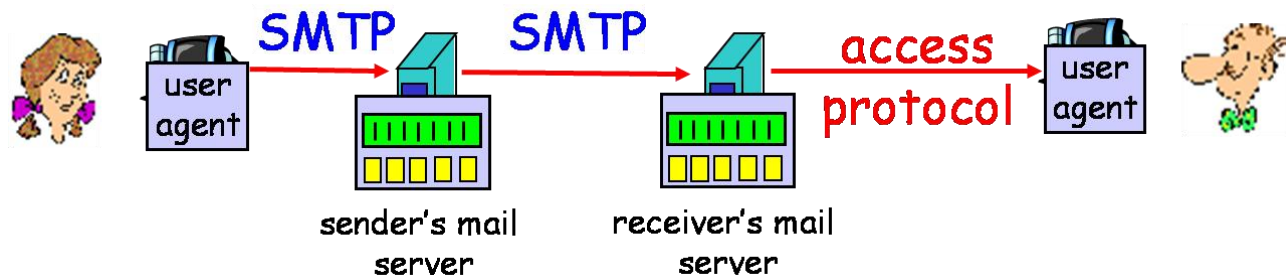 SMTP
SMTP
access
protocol
user
agent
user
agent
sender's mail
server
receiver's mail
server